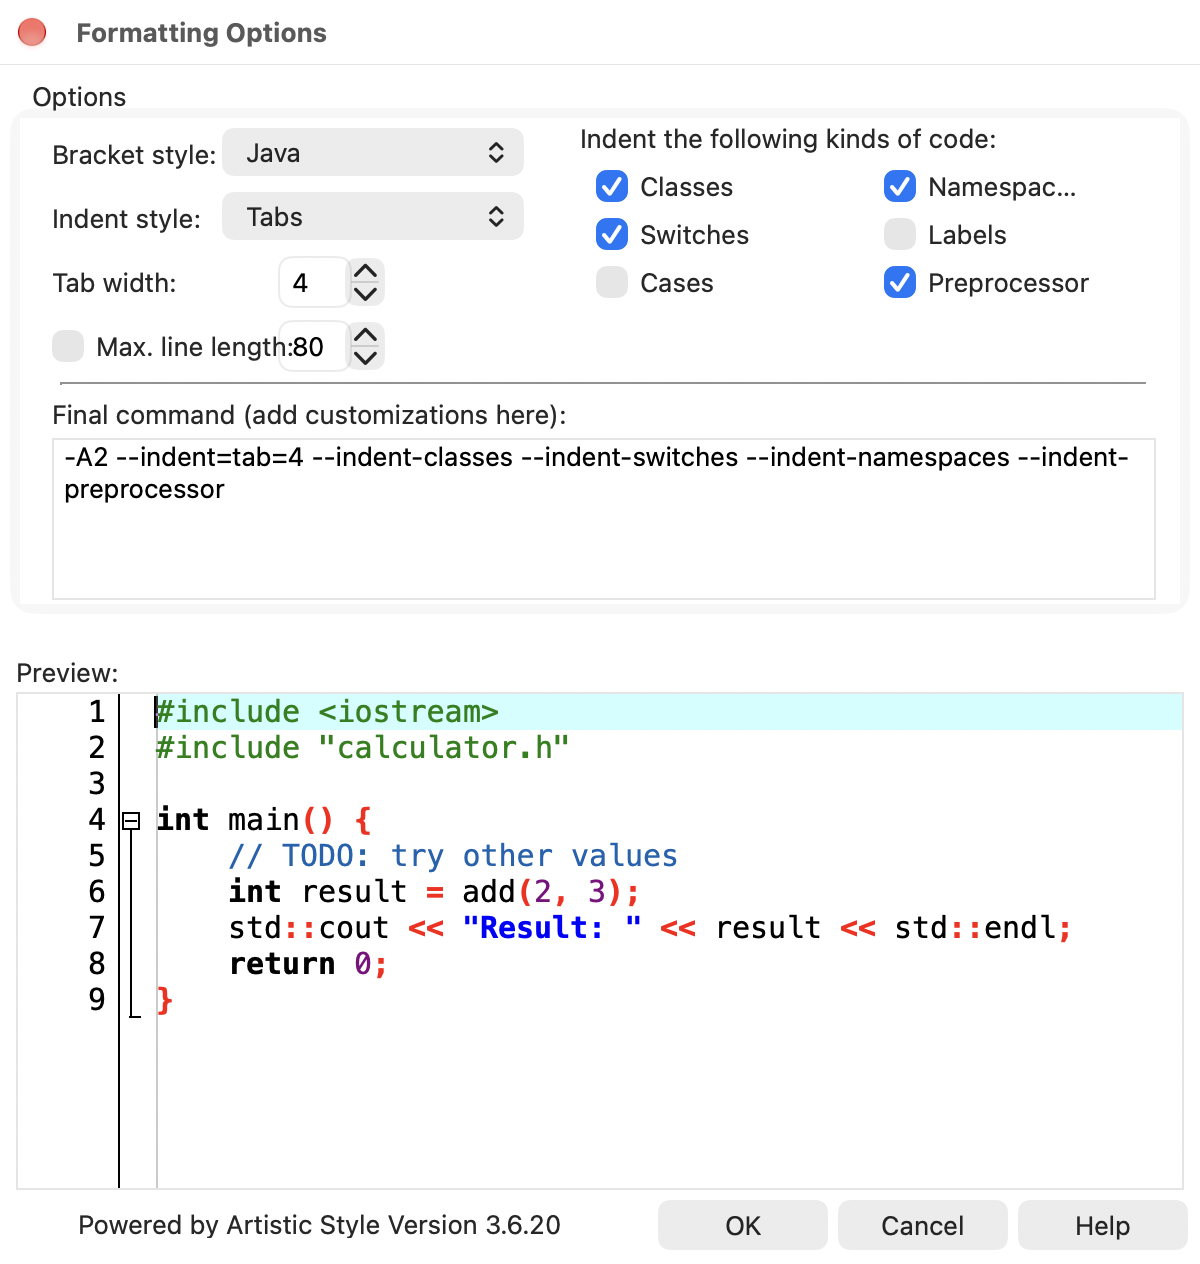 Formatting Options
Options
Bracket style: Java
Indent style: Tabs
Tab width: 4
Max. line length: 80
Indent the following kinds of code:
Classes Namespac...
Switches Labels
Cases Preprocessor
Final command (add customizations here):
-A2 --indent=tab=4 --indent-classes --indent-switches --indent-namespaces --indent-
preprocessor
Preview:
1 #include <iostream>
2 #include "calculator.h"
3
4 int main() {
5     // TODO: try other values
6     int result = add(2, 3);
7     std::cout << "Result: " << result << std::endl;
8     return 0;
9 }
Powered by Artistic Style Version 3.6.20
OK Cancel Help